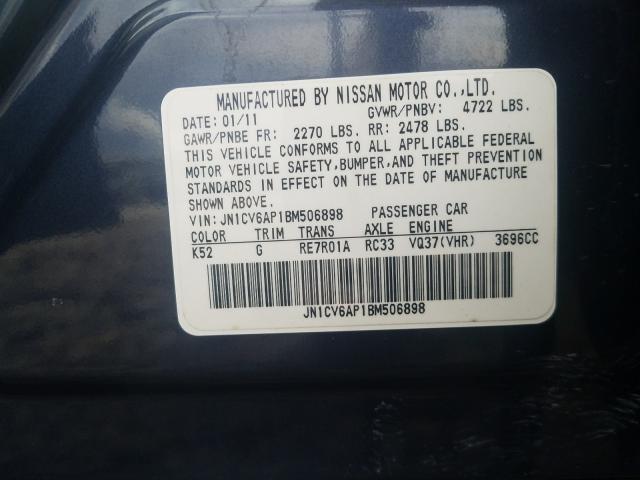 MANUFACTURED BY NISSAN MOTOR CO.,LTD.
DATE: 01/11 GVWR/PNBV: 4722 LBS.
GAWR/PNBE FR: 2270 LBS. RR: 2478 LBS.
THIS VEHICLE CONFORMS TO ALL APPLICABLE FEDERAL
MOTOR VEHICLE SAFETY,BUMPER,AND THEFT PREVENTION
STANDARDS IN EFFECT ON THE DATE OF MANUFACTURE
SHOWN ABOVE.
VIN: JN1CV6AP1BM506898 PASSENGER CAR
COLOR TRIM TRANS AXLE ENGINE
K52 G RE7R01A RC33 VQ37(VHR) 3696CC
JN1CV6AP1BM506898